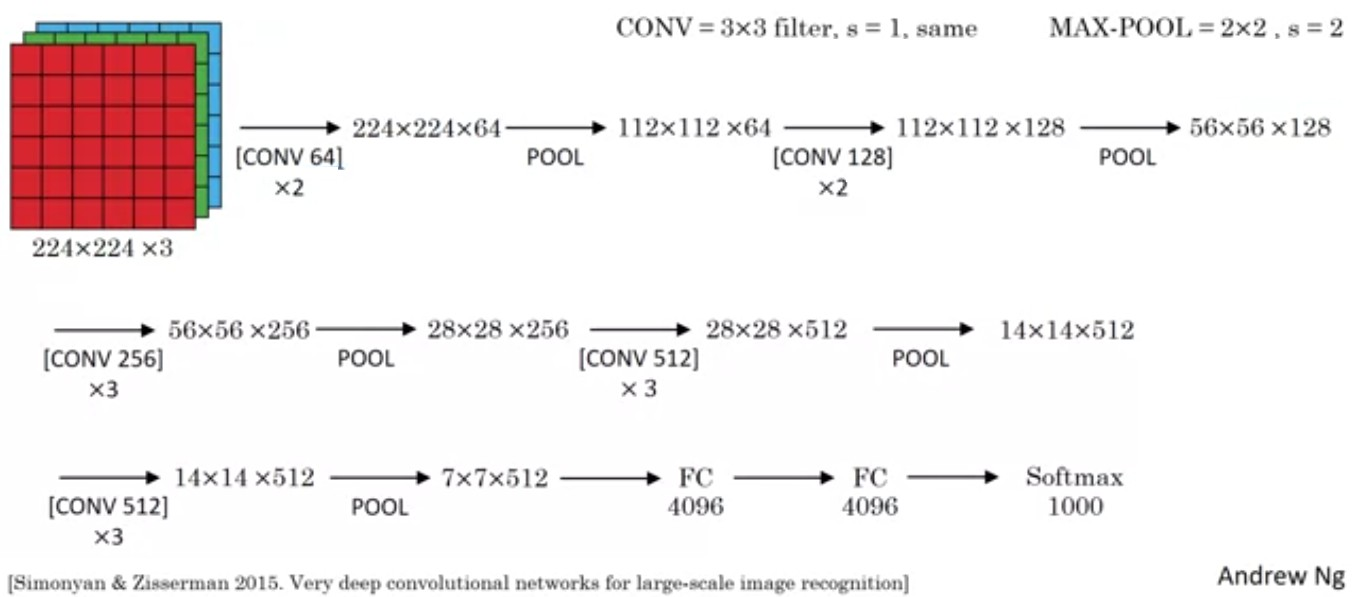 CONV = 3×3 filter, s = 1, same MAX-POOL = 2×2 , s = 2
224×224×64 112×112 ×64 112×112 ×128 56×56 ×128
[CONV 64] POOL [CONV 128] POOL
×2 ×2
224×224 ×3
56×56 ×256 28×28 ×256 28×28 ×512 14×14×512
[CONV 256] POOL [CONV 512] POOL
×3 × 3
14×14 ×512 7×7×512 FC FC Softmax
[CONV 512] POOL 4096 4096 1000
×3
[Simonyan & Zisserman 2015. Very deep convolutional networks for large-scale image recognition]
Andrew Ng